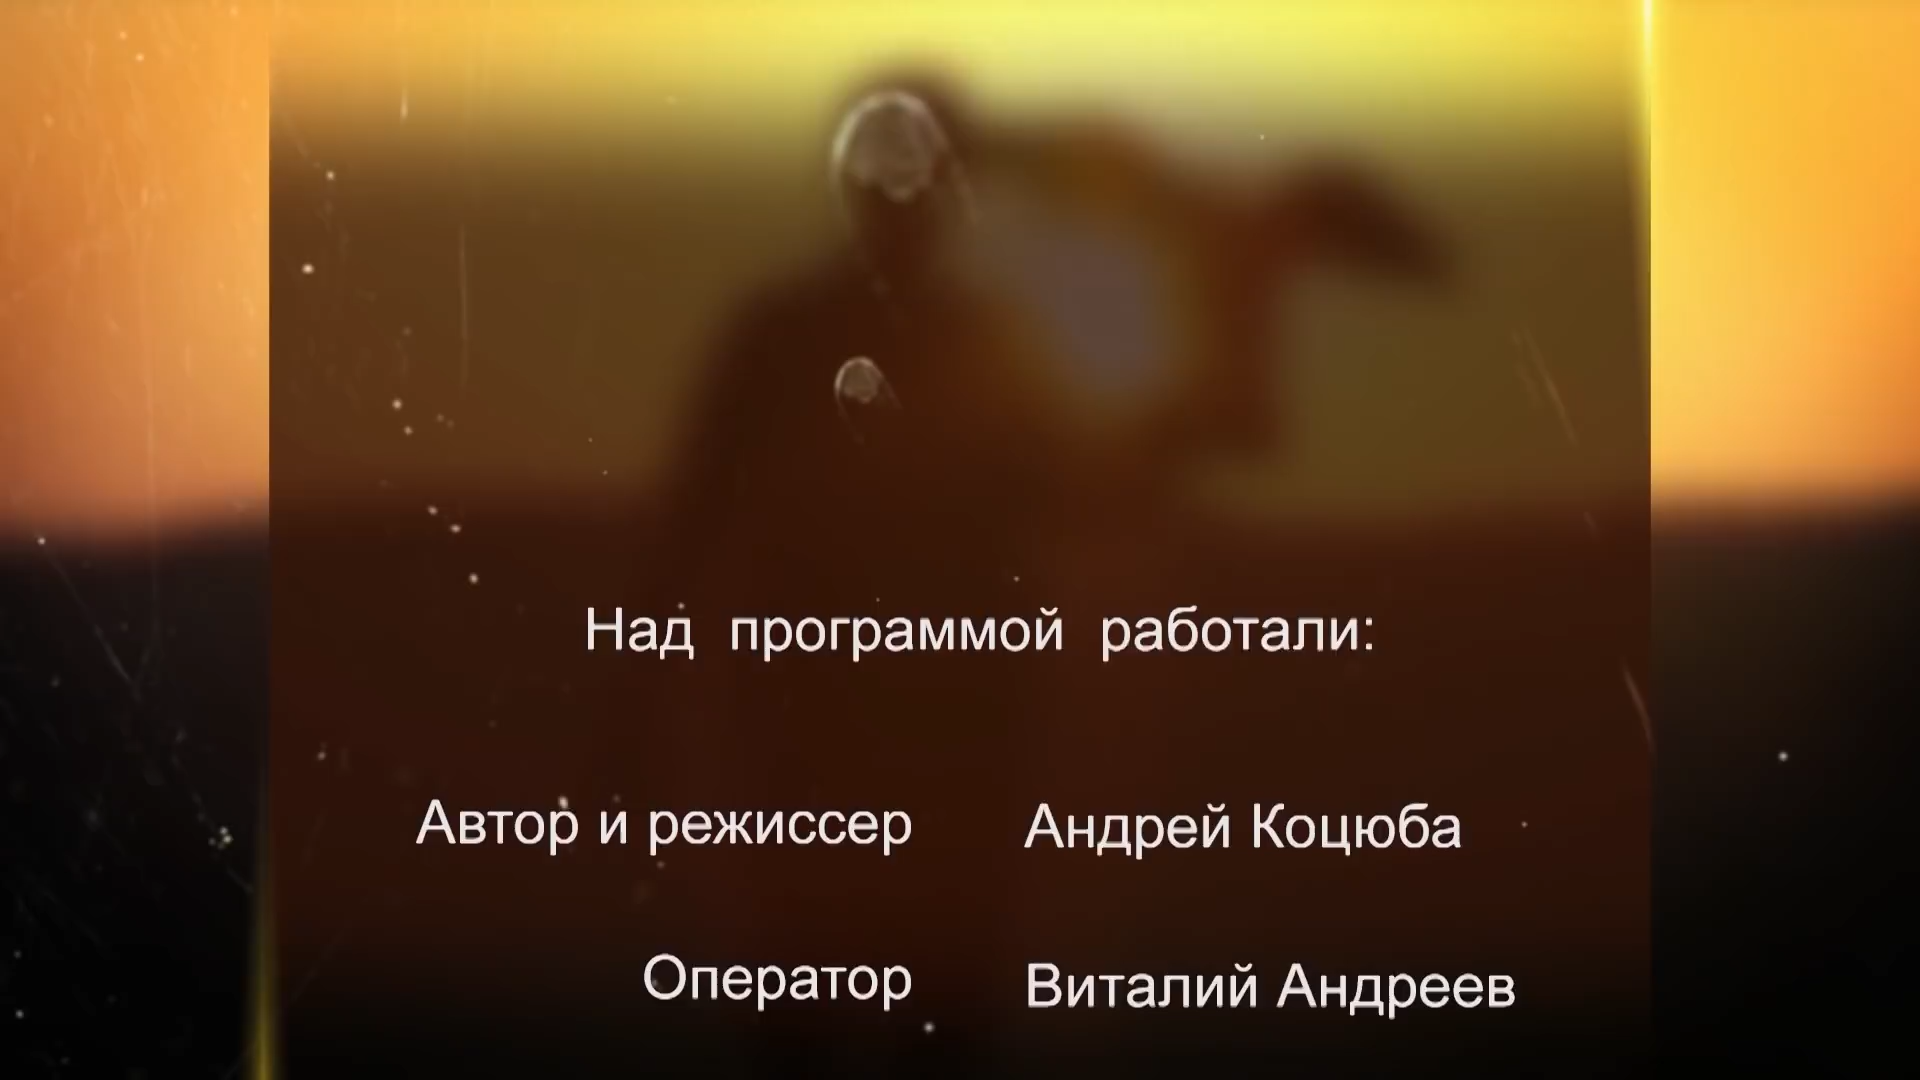 Над программой работали:
Автор и режиссер Андрей Коцюба
Оператор Виталий Андреев